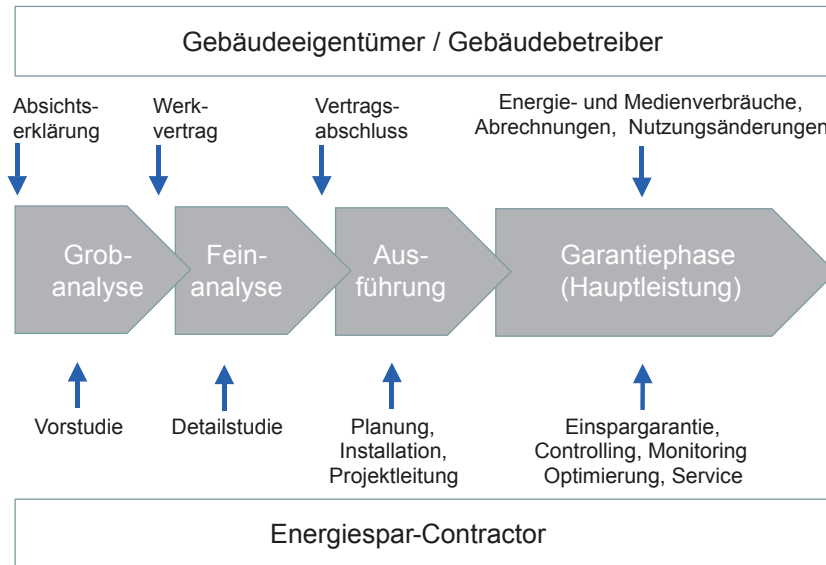 Gebäudeeigentümer / Gebäudebetreiber
Absichts-
erklärung
Werk-
vertrag
Vertrags-
abschluss
Energie- und Medienverbräuche,
Abrechnungen, Nutzungsänderungen
Grob-
analyse
Fein-
analyse
Aus-
führung
Garantiephase
(Hauptleistung)
Vorstudie
Detailstudie
Planung,
Installation,
Projektleitung
Einspargarantie,
Controlling, Monitoring
Optimierung, Service
Energiespar-Contractor